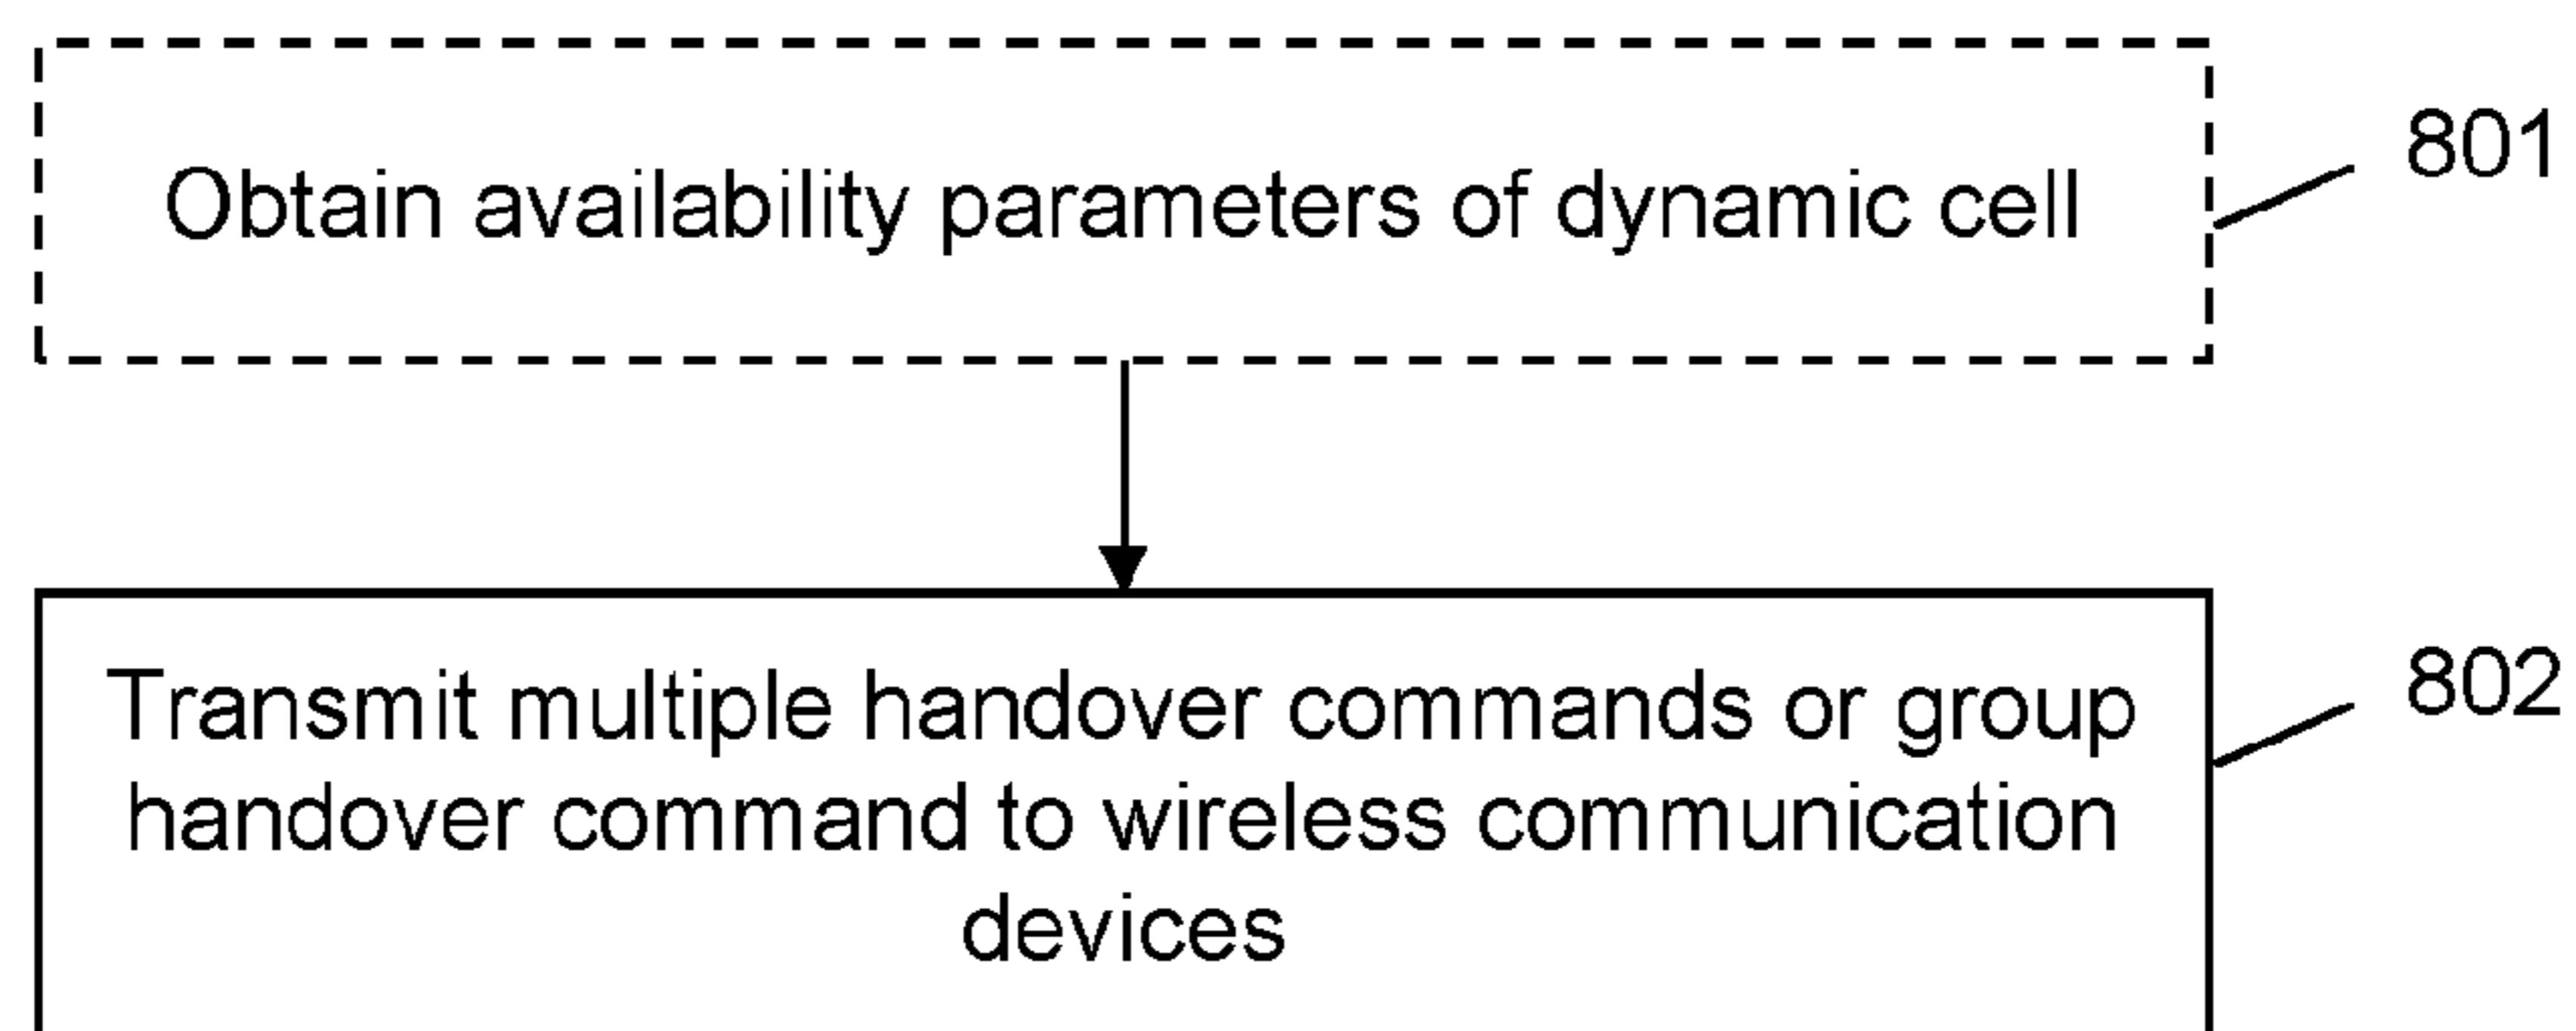 Obtain availability parameters of dynamic cell
801
Transmit multiple handover commands or group
handover command to wireless communication
devices
802